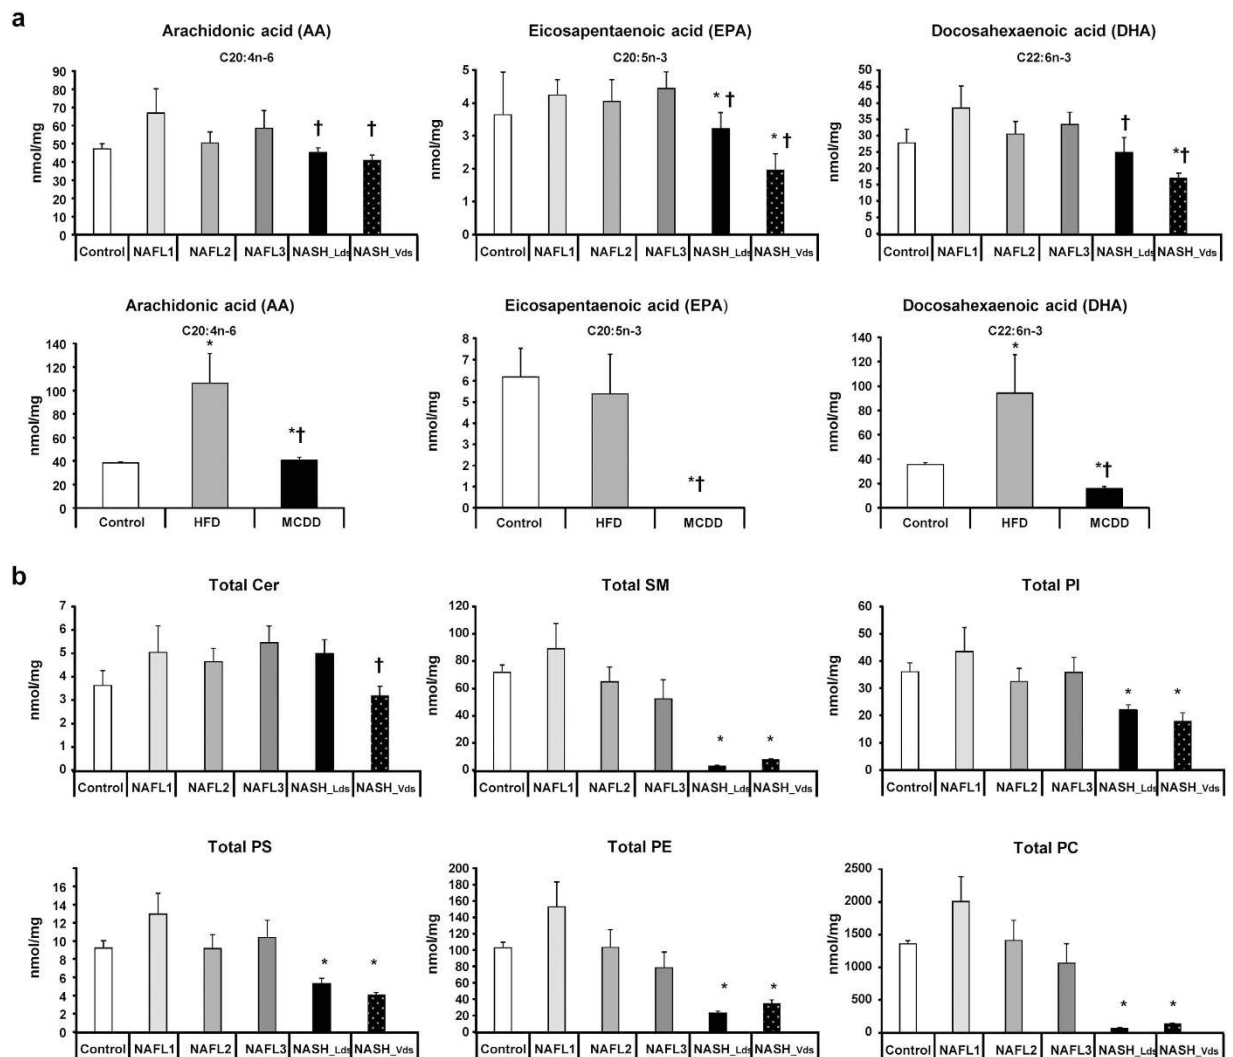 a
Arachidonic acid (AA)
C20:4n-6
nmol/mg
90
80
70
60
50
40
30
20
10
0
† †
Control NAFL1 NAFL2 NAFL3 NASH_Lds NASH_Vds
Eicosapentaenoic acid (EPA)
C20:5n-3
nmol/mg
5
4
3
2
1
0
*† *†
Control NAFL1 NAFL2 NAFL3 NASH_Lds NASH_Vds
Docosahexaenoic acid (DHA)
C22:6n-3
nmol/mg
50
45
40
35
30
25
20
15
10
5
0
† *†
Control NAFL1 NAFL2 NAFL3 NASH_Lds NASH_Vds
Arachidonic acid (AA)
C20:4n-6
nmol/mg
140
120
100
80
60
40
20
0
* *†
Control HFD MCDD
Eicosapentaenoic acid (EPA)
C20:5n-3
nmol/mg
8
7
6
5
2
1
0
*†
Control HFD MCDD
Docosahexaenoic acid (DHA)
C22:6n-3
nmol/mg
140
120
100
80
60
40
20
0
* *†
Control HFD MCDD
b
Total Cer
nmol/mg
7
6
5
4
3
2
1
0
†
Control NAFL1 NAFL2 NAFL3 NASH_Lds NASH_Vds
Total SM
nmol/mg
120
100
80
60
40
20
0
* *
Control NAFL1 NAFL2 NAFL3 NASH_Lds NASH_Vds
Total PI
nmol/mg
60
50
40
30
20
10
0
* *
Control NAFL1 NAFL2 NAFL3 NASH_Lds NASH_Vds
Total PS
nmol/mg
16
14
12
10
8
6
4
2
0
* *
Control NAFL1 NAFL2 NAFL3 NASH_Lds NASH_Vds
Total PE
nmol/mg
200
180
160
140
120
100
80
60
40
20
0
* *
Control NAFL1 NAFL2 NAFL3 NASH_Lds NASH_Vds
Total PC
nmol/mg
2500
2000
1500
1000
500
0
* *
Control NAFL1 NAFL2 NAFL3 NASH_Lds NASH_Vds